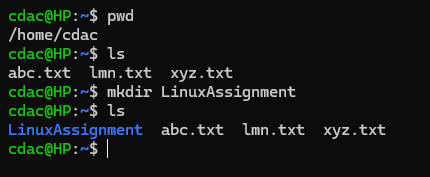 cdac@HP:~$ pwd
/home/cdac
cdac@HP:~$ ls
abc.txt  lmn.txt  xyz.txt
cdac@HP:~$ mkdir LinuxAssignment
cdac@HP:~$ ls
LinuxAssignment  abc.txt  lmn.txt  xyz.txt
cdac@HP:~$